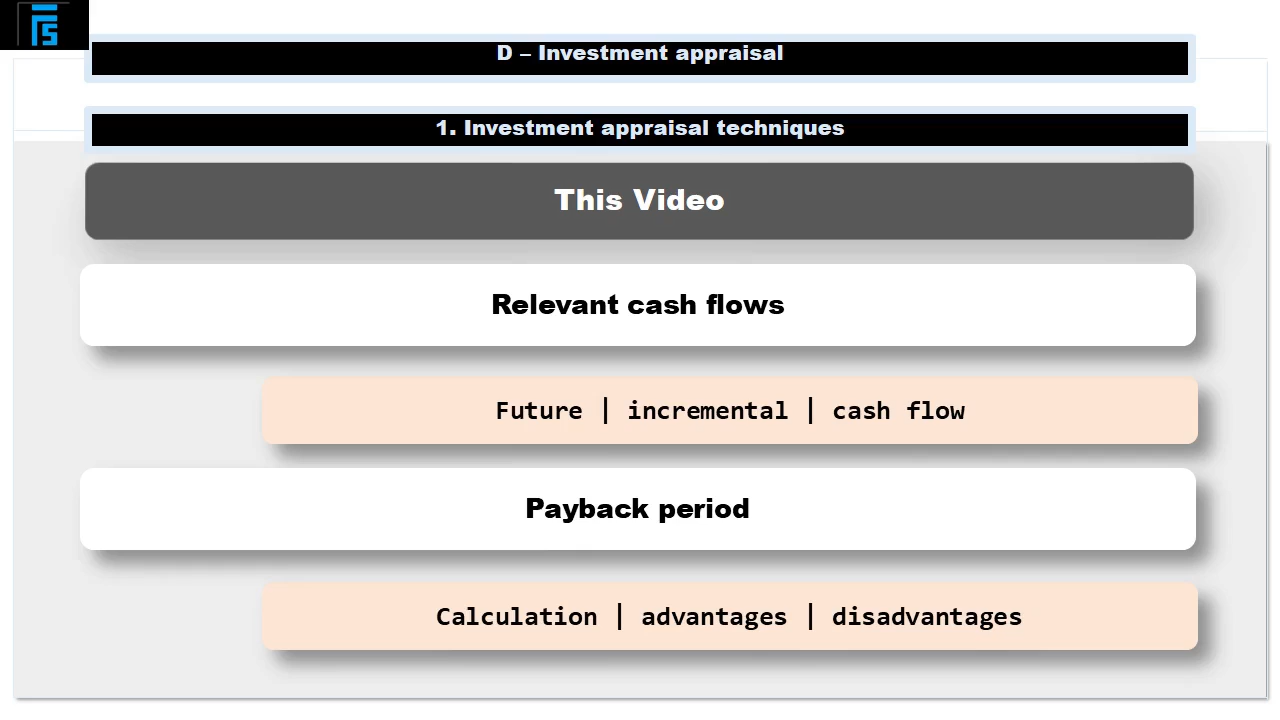 D – Investment appraisal
1. Investment appraisal techniques
This Video
Relevant cash flows
Future | incremental | cash flow
Payback period
Calculation | advantages | disadvantages